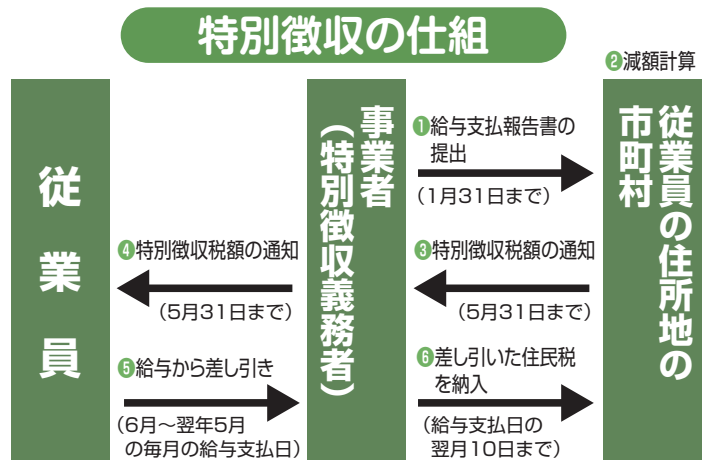 特別徴収の仕組
❷減額計算
従業員
事業者
(特別徴収義務者)
従業員の住所地の
市町村
❶給与支払報告書の
提出
(1月31日まで)
❹特別徴収税額の通知
(5月31日まで)
❸特別徴収税額の通知
(5月31日まで)
❺給与から差し引き
(6月～翌年5月
の毎月の給与支払日)
❻差し引いた住民税
を納入
(給与支払日の
翌月10日まで)